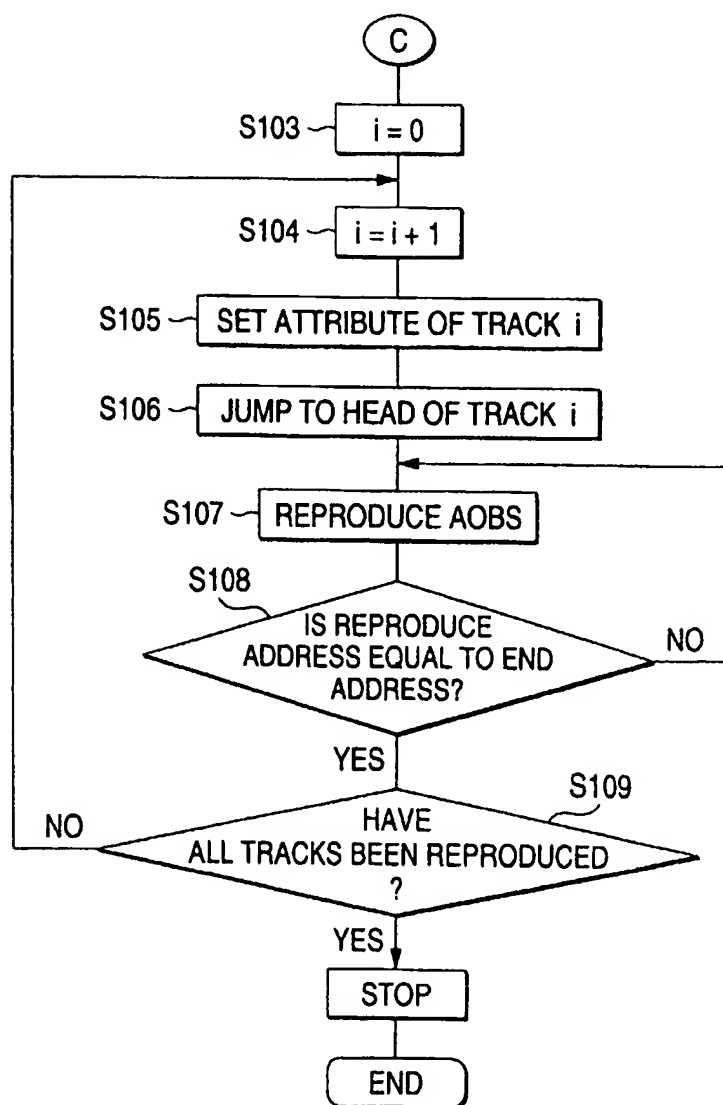 C
S103
i = 0
S104
i = i + 1
S105
SET ATTRIBUTE OF TRACK i
S106
JUMP TO HEAD OF TRACK i
S107
REPRODUCE AOBS
S108
IS REPRODUCE
ADDRESS EQUAL TO END
ADDRESS?
NO
YES
S109
HAVE
ALL TRACKS BEEN REPRODUCED
?
NO
YES
STOP
END